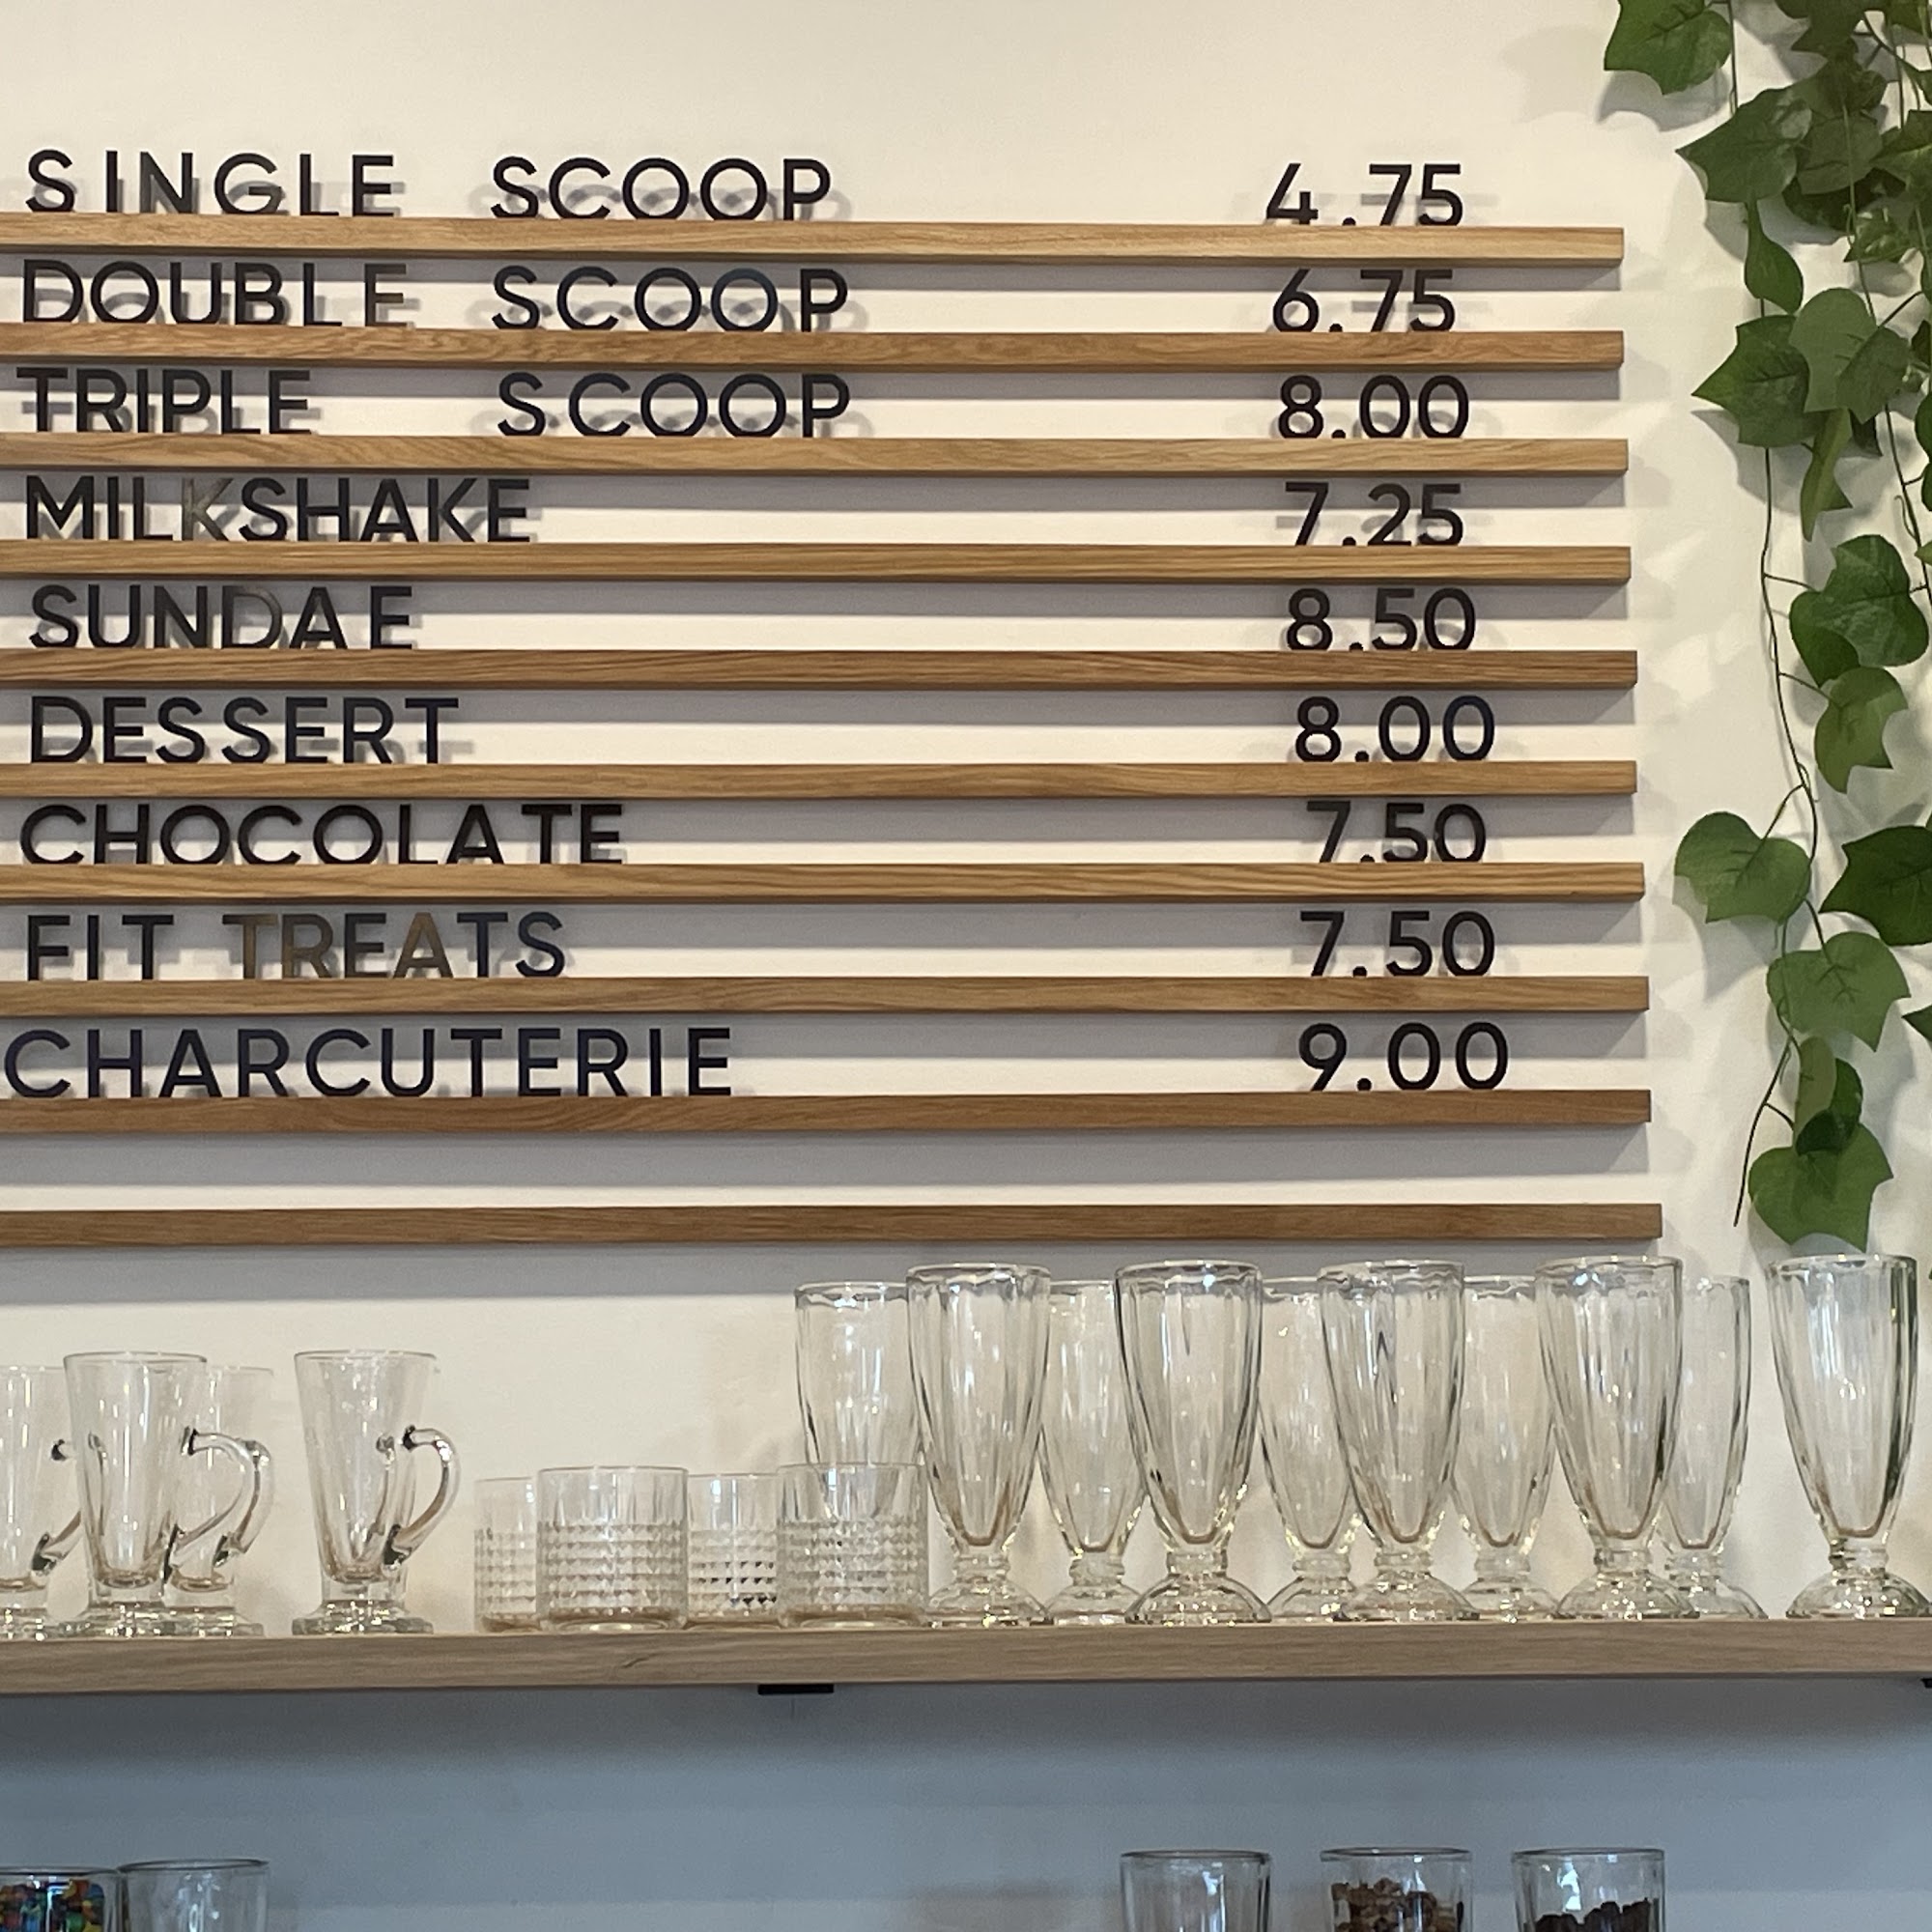 SINGLE SCOOP 4.75
DOUBLE SCOOP 6.75
TRIPLE SCOOP 8.00
MILKSHAKE 7.25
SUNDAE 8.50
DESSERT 8.00
CHOCOLATE 7.50
FIT TREATS 7.50
CHARCUTERIE 9.00